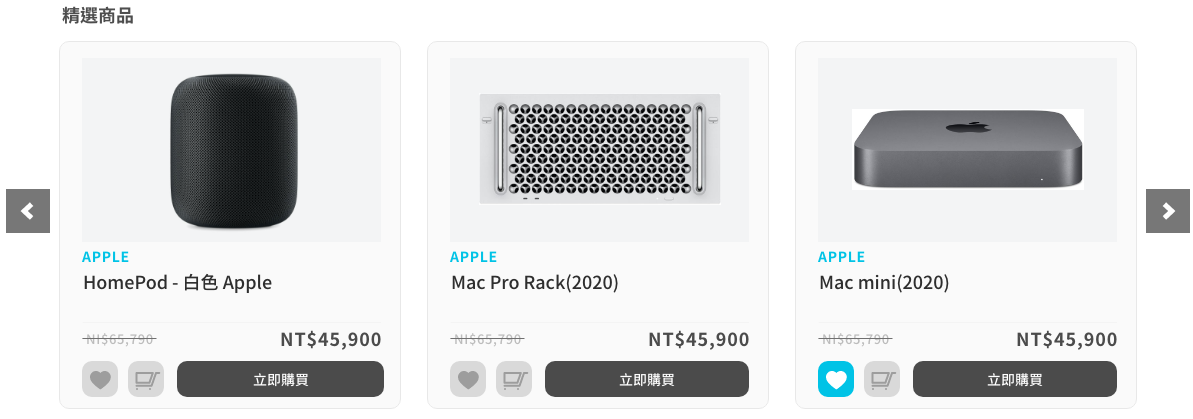 精選商品
APPLE
HomePod - 白色 Apple
NT$65,790
NT$45,900
立即購買
APPLE
Mac Pro Rack(2020)
NT$65,790
NT$45,900
立即購買
APPLE
Mac mini(2020)
NT$65,790
NT$45,900
立即購買